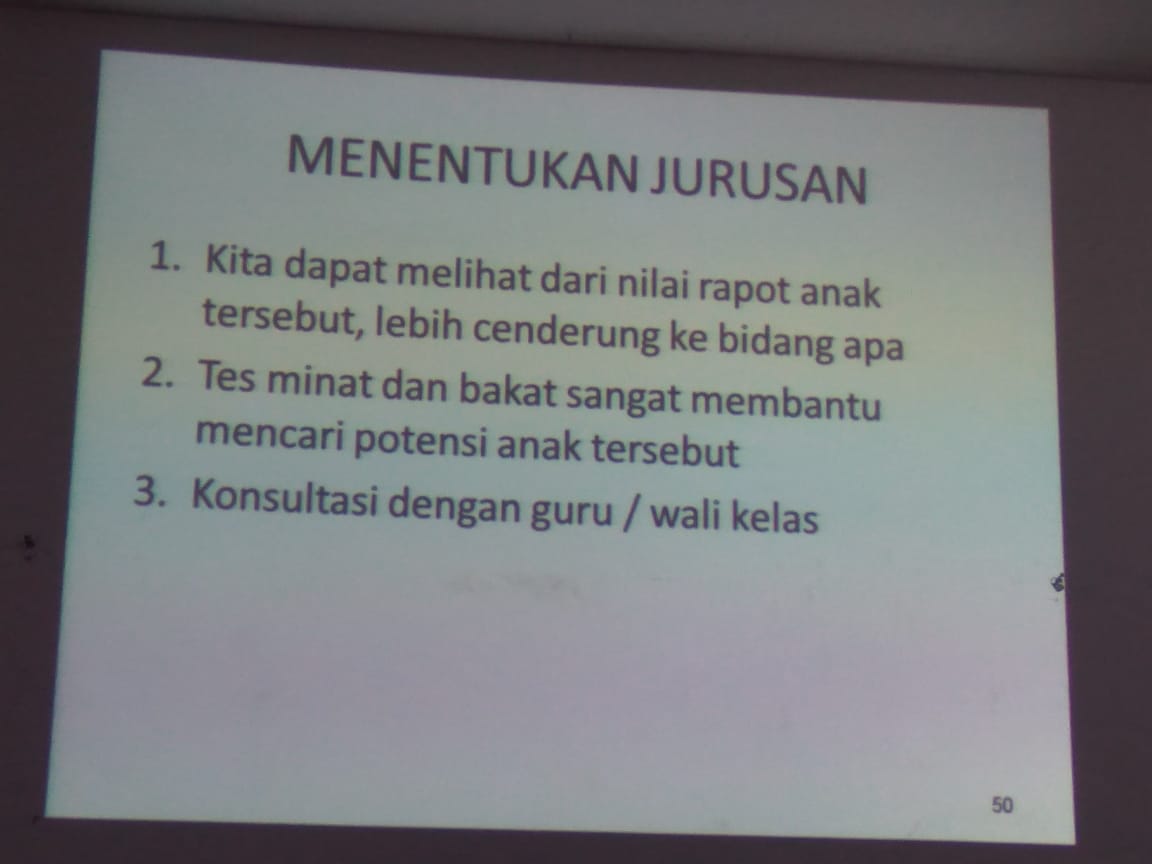 MENENTUKAN JURUSAN
1. Kita dapat melihat dari nilai rapot anak
tersebut, lebih cenderung ke bidang apa
2. Tes minat dan bakat sangat membantu
mencari potensi anak tersebut
3. Konsultasi dengan guru / wali kelas
50